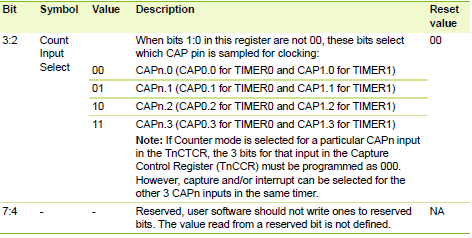 Bit Symbol Value Description Reset
value
3:2 Count When bits 1:0 in this register are not 00, these bits select 00
Input which CAP pin is sampled for clocking:
Select
00 CAPn.0 (CAP0.0 for TIMER0 and CAP1.0 for TIMER1)
01 CAPn.1 (CAP0.1 for TIMER0 and CAP1.1 for TIMER1)
10 CAPn.2 (CAP0.2 for TIMER0 and CAP1.2 for TIMER1)
11 CAPn.3 (CAP0.3 for TIMER0 and CAP1.3 for TIMER1)
Note: If Counter mode is selected for a particular CAPn input
in the TnCTCR, the 3 bits for that input in the Capture
Control Register (TnCCR) must be programmed as 000.
However, capture and/or interrupt can be selected for the
other 3 CAPn inputs in the same timer.
7:4 - - Reserved, user software should not write ones to reserved NA
bits. The value read from a reserved bit is not defined.